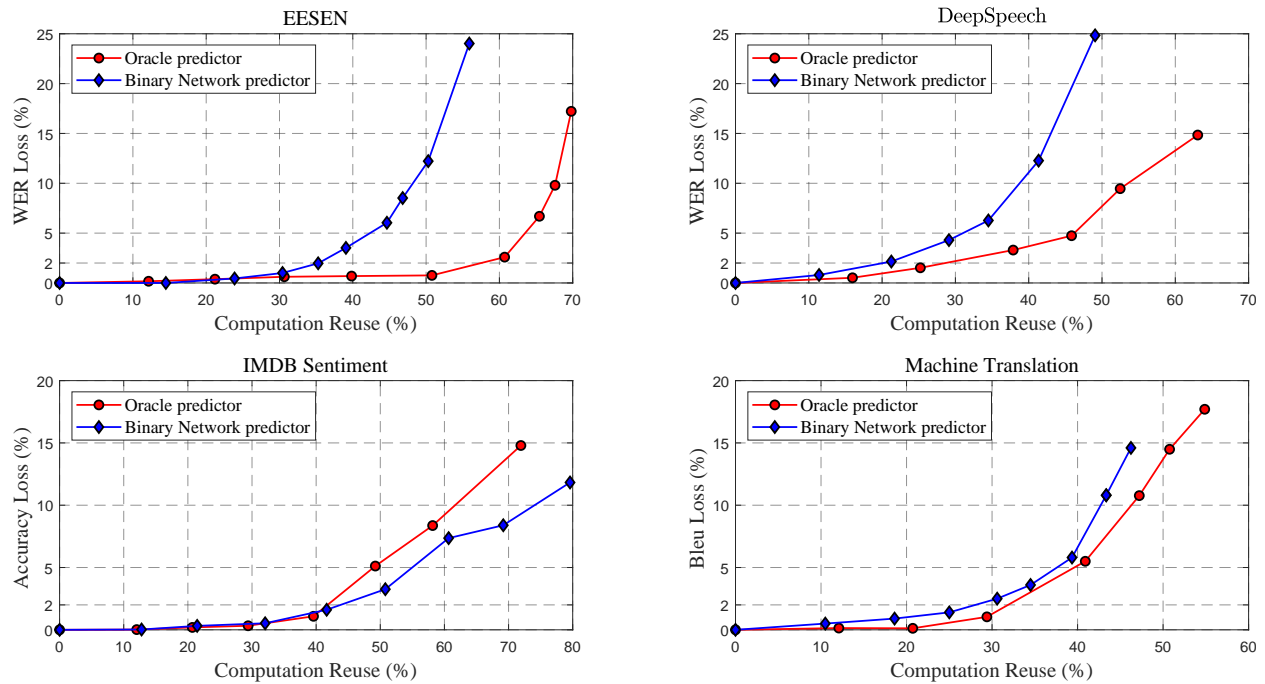 EESEN
Oracle predictor
Binary Network predictor
WER Loss (%)
25
20
15
10
5
2
0
0 10 20 30 40 50 60 70
Computation Reuse (%)
DeepSpeech
Oracle predictor
Binary Network predictor
WER Loss (%)
25
20
15
10
5
2
0
0 10 20 30 40 50 60 70
Computation Reuse (%)
IMDB Sentiment
Oracle predictor
Binary Network predictor
Accuracy Loss (%)
20
15
10
5
2
0
0 10 20 30 40 50 60 70 80
Computation Reuse (%)
Machine Translation
Oracle predictor
Binary Network predictor
Bleu Loss (%)
20
15
10
5
2
0
0 10 20 30 40 50 60
Computation Reuse (%)